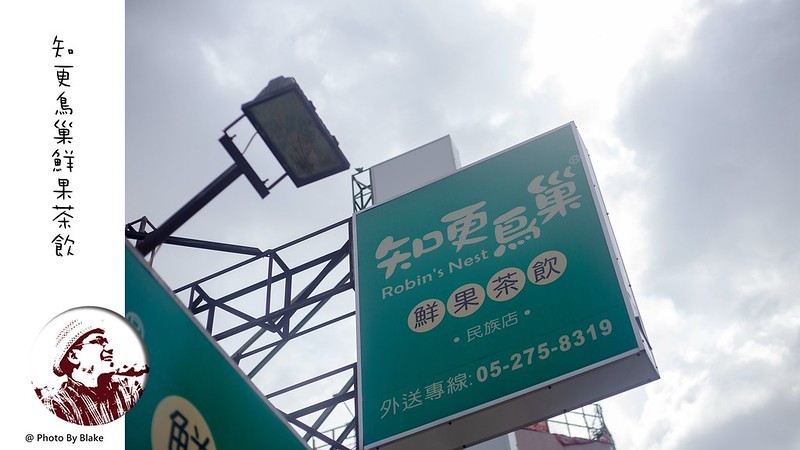 知更鳥巢鮮果茶飲
@ Photo By Blake
知更鳥巢®
Robin's Nest
鮮果茶飲
·民族店·
外送專線:05-275-8319
鮮